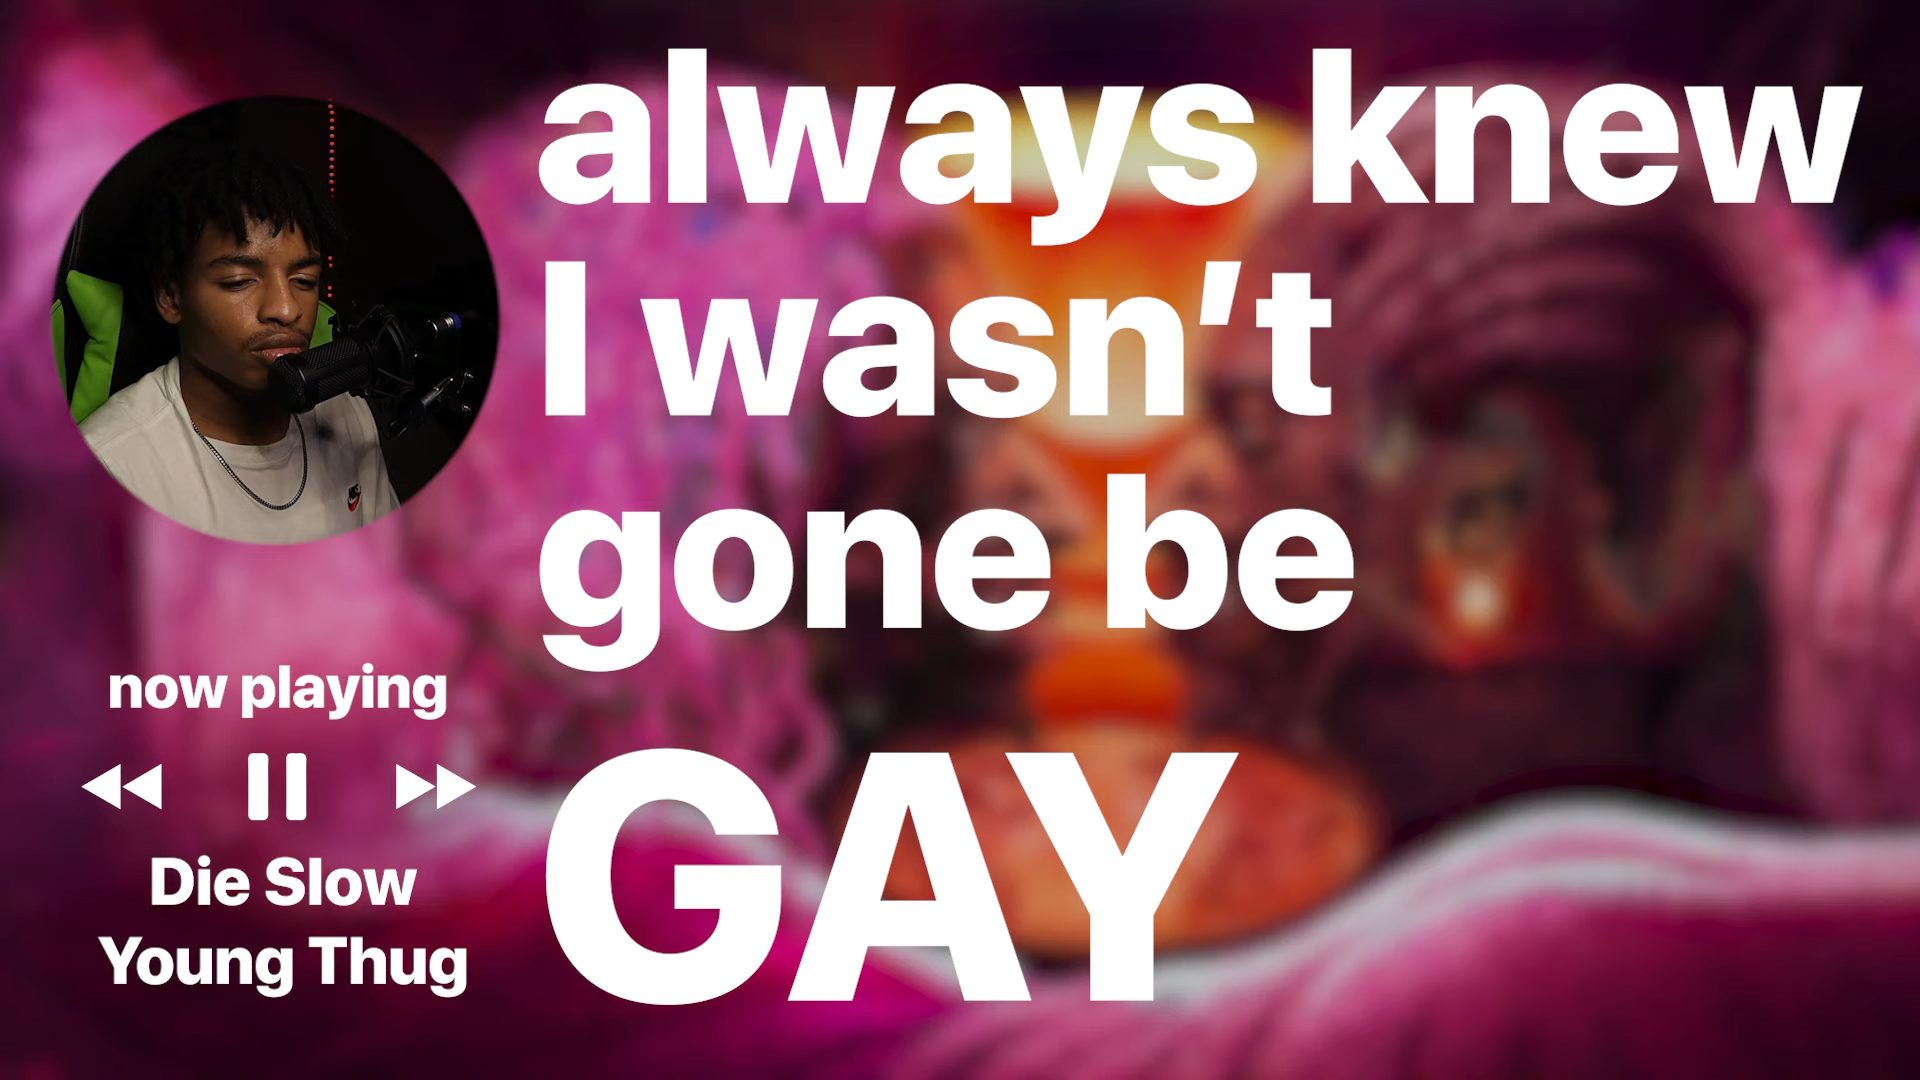 always knew
I wasn’t
gone be
GAY
now playing
Die Slow
Young Thug